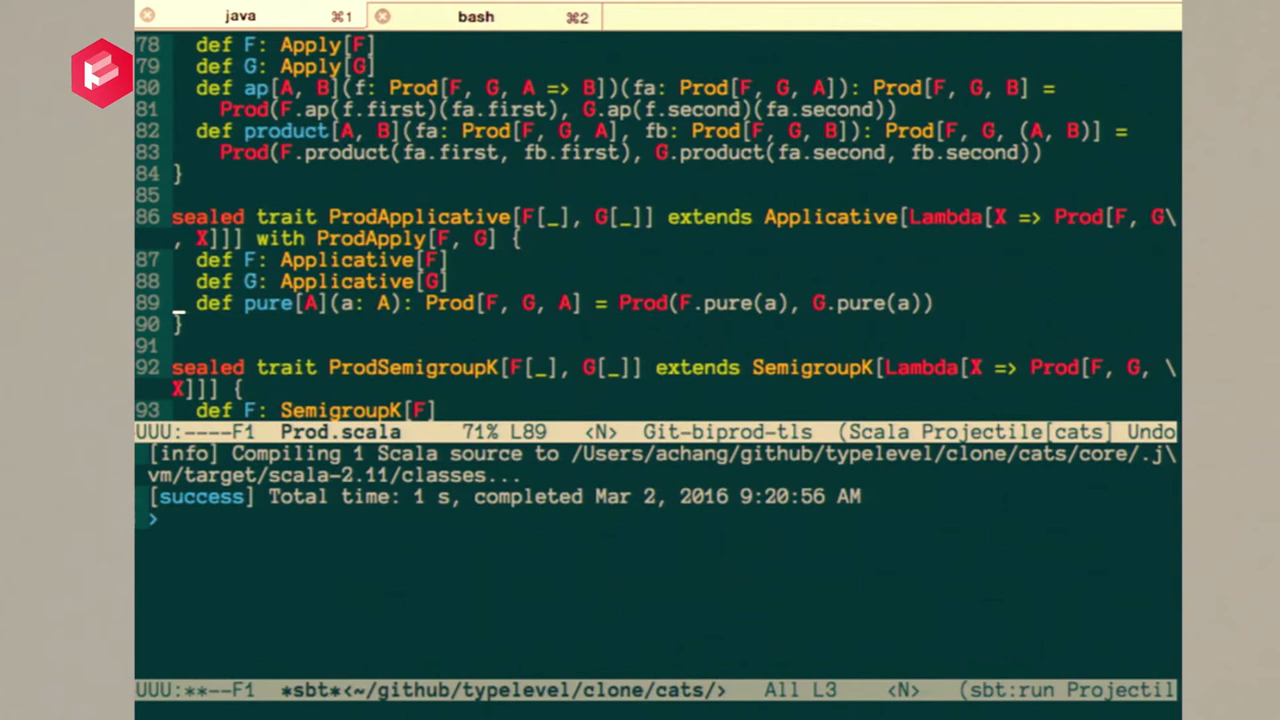 java ⌘1 bash ⌘2
78 def F: Apply[F]
79 def G: Apply[G]
80 def ap[A, B](f: Prod[F, G, A => B])(fa: Prod[F, G, A]): Prod[F, G, B] =
81 Prod(F.ap(f.first)(fa.first), G.ap(f.second)(fa.second))
82 def product[A, B](fa: Prod[F, G, A], fb: Prod[F, G, B]): Prod[F, G, (A, B)] =
83 Prod(F.product(fa.first, fb.first), G.product(fa.second, fb.second))
84 }
85
86 sealed trait ProdApplicative[F[_], G[_]] extends Applicative[Lambda[X => Prod[F, G\
, X]]] with ProdApply[F, G] {
87 def F: Applicative[F]
88 def G: Applicative[G]
89 def pure[A](a: A): Prod[F, G, A] = Prod(F.pure(a), G.pure(a))
90 }
91
92 sealed trait ProdSemigroupK[F[_], G[_]] extends SemigroupK[Lambda[X => Prod[F, G, \
X]]] {
93 def F: SemigroupK[F]
-UUU:----F1 Prod.scala 71% L89 <N> Git-biprod-tls (Scala Projectile[cats] Undo
[info] Compiling 1 Scala source to /Users/achang/github/typelevel/clone/cats/core/.j\
vm/target/scala-2.11/classes...
[success] Total time: 1 s, completed Mar 2, 2016 9:20:56 AM
>
-UUU:**--F1 *sbt*<~/github/typelevel/clone/cats/> All L3 <N> (sbt:run Projectil